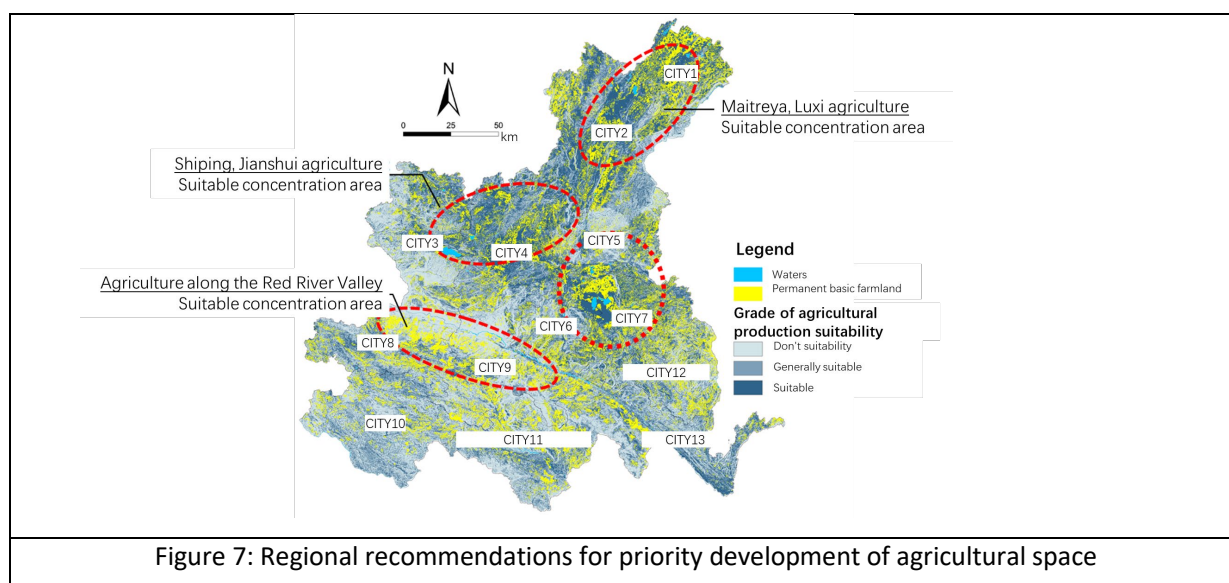 N
0 25 50
km
CITY1
Maitreya, Luxi agriculture
Suitable concentration area
CITY2
Shiping, Jianshui agriculture
Suitable concentration area
CITY3
CITY4
CITY5
Agriculture along the Red River Valley
Suitable concentration area
CITY6
CITY7
CITY8
CITY9
CITY12
CITY10
CITY11
CITY13
Legend
Waters
Permanent basic farmland
Grade of agricultural
production suitability
Don't suitability
Generally suitable
Suitable
Figure 7: Regional recommendations for priority development of agricultural space